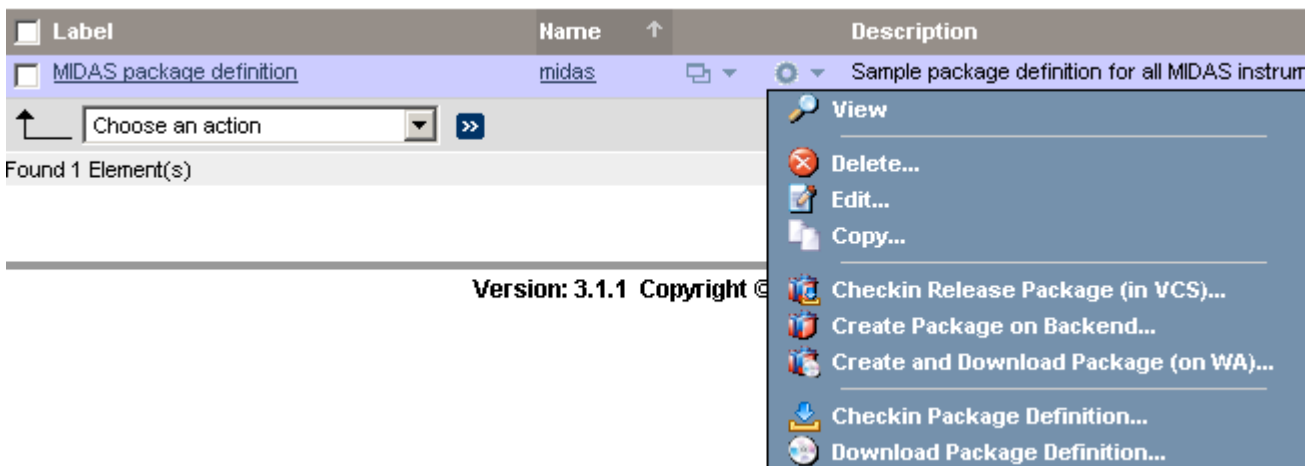 Label Name Description
MIDAS package definition midas Sample package definition for all MIDAS
Choose an action
Found 1 Element(s)
View
Delete...
Edit...
Copy...
Version: 3.1.1 Copyright ©
Checkin Release Package (in VCS)...
Create Package on Backend...
Create and Download Package (on WA)...
Checkin Package Definition...
Download Package Definition...